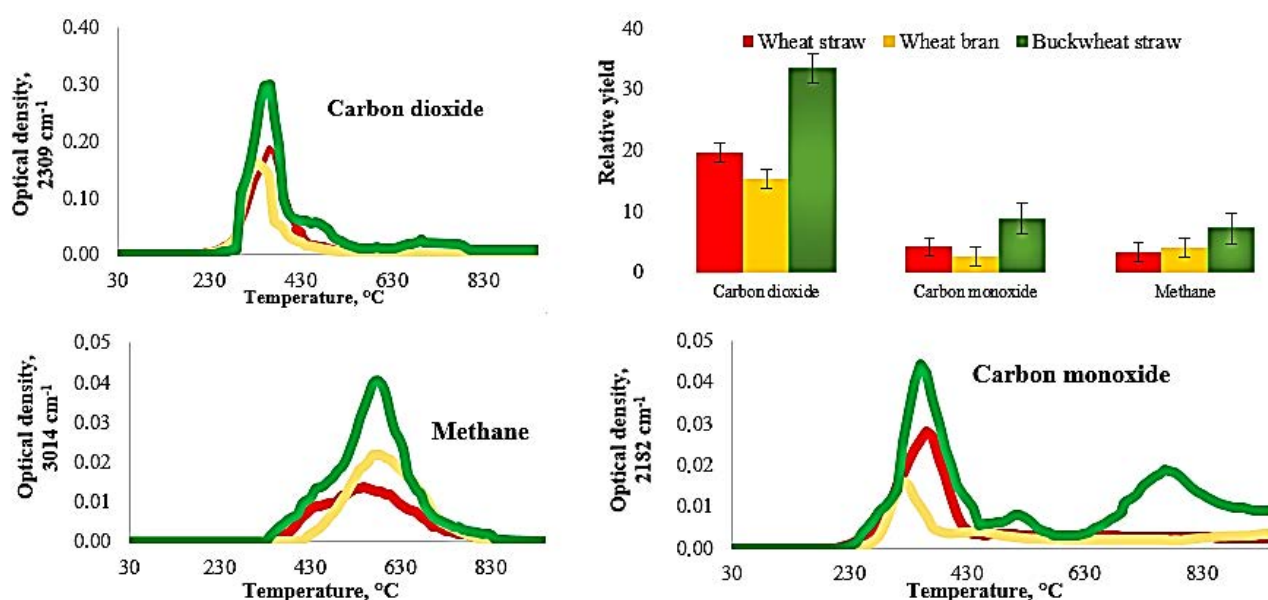 0.40
0.30
0.20
0.10
0.00
Optical density,
2309 cm⁻¹
Carbon dioxide
30 230 430 630 830
Temperature, °C
40
30
20
10
0
Relative yield
Wheat straw Wheat bran Buckwheat straw
Carbon dioxide Carbon monoxide Methane
0.05
0.04
0.03
0.02
0.01
0.00
Optical density,
3014 cm⁻¹
Methane
30 230 430 630 830
Temperature, °C
0.05
0.04
0.03
0.02
0.01
0.00
Optical density,
2182 cm⁻¹
Carbon monoxide
30 230 430 630 830
Temperature, °C